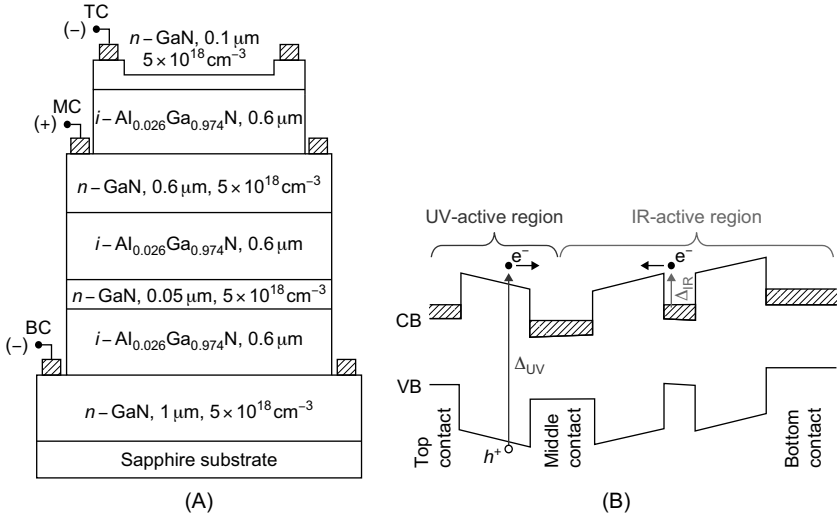 TC
(−)
n − GaN, 0.1 μm
5 × 10¹⁸ cm⁻³
i − Al₀.₀₂₆Ga₀.₉₇₄N, 0.6 μm
MC
(+)
n − GaN, 0.6 μm, 5 × 10¹⁸ cm⁻³
i − Al₀.₀₂₆Ga₀.₉₇₄N, 0.6 μm
n − GaN, 0.05 μm, 5 × 10¹⁸ cm⁻³
BC
(−)
i − Al₀.₀₂₆Ga₀.₉₇₄N, 0.6 μm
n − GaN, 1 μm, 5 × 10¹⁸ cm⁻³
Sapphire substrate
(A)
UV-active region
IR-active region
e⁻
e⁻
Δ_IR
CB
Δ_UV
VB
Top
contact
h⁺
Middle
contact
Bottom
contact
(B)